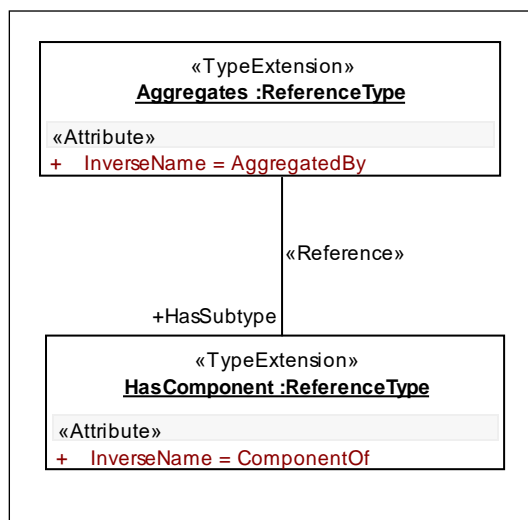 «TypeExtension»
Aggregates :ReferenceType
«Attribute»
+ InverseName = AggregatedBy
«Reference»
+HasSubtype
«TypeExtension»
HasComponent :ReferenceType
«Attribute»
+ InverseName = ComponentOf